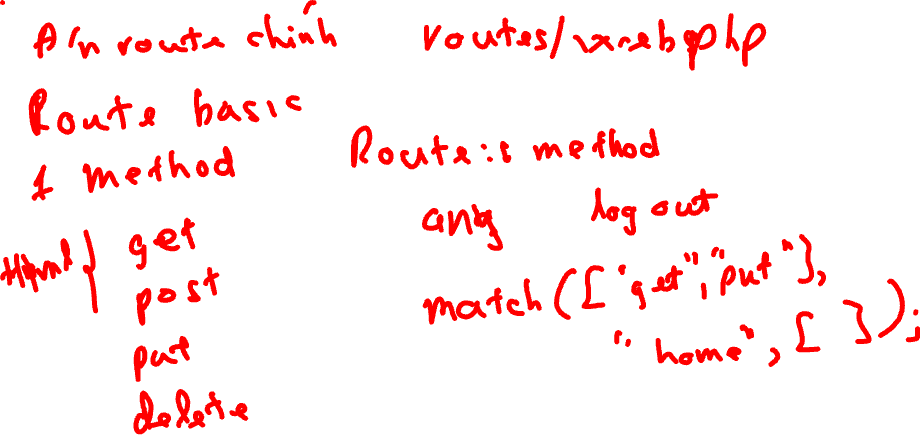 A/n route chính routes/web.php
Route basic
1 method Route::method
Html } get any log out
post match(["get","put"],
"home", [ ]);
put
delete